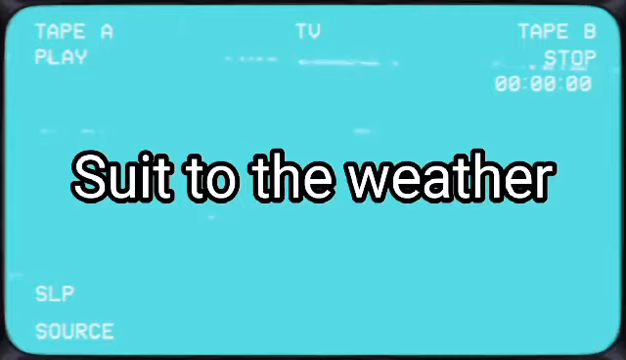 TAPE A TV TAPE B
PLAY STOP
00:00:00
Suit to the weather
SLP
SOURCE